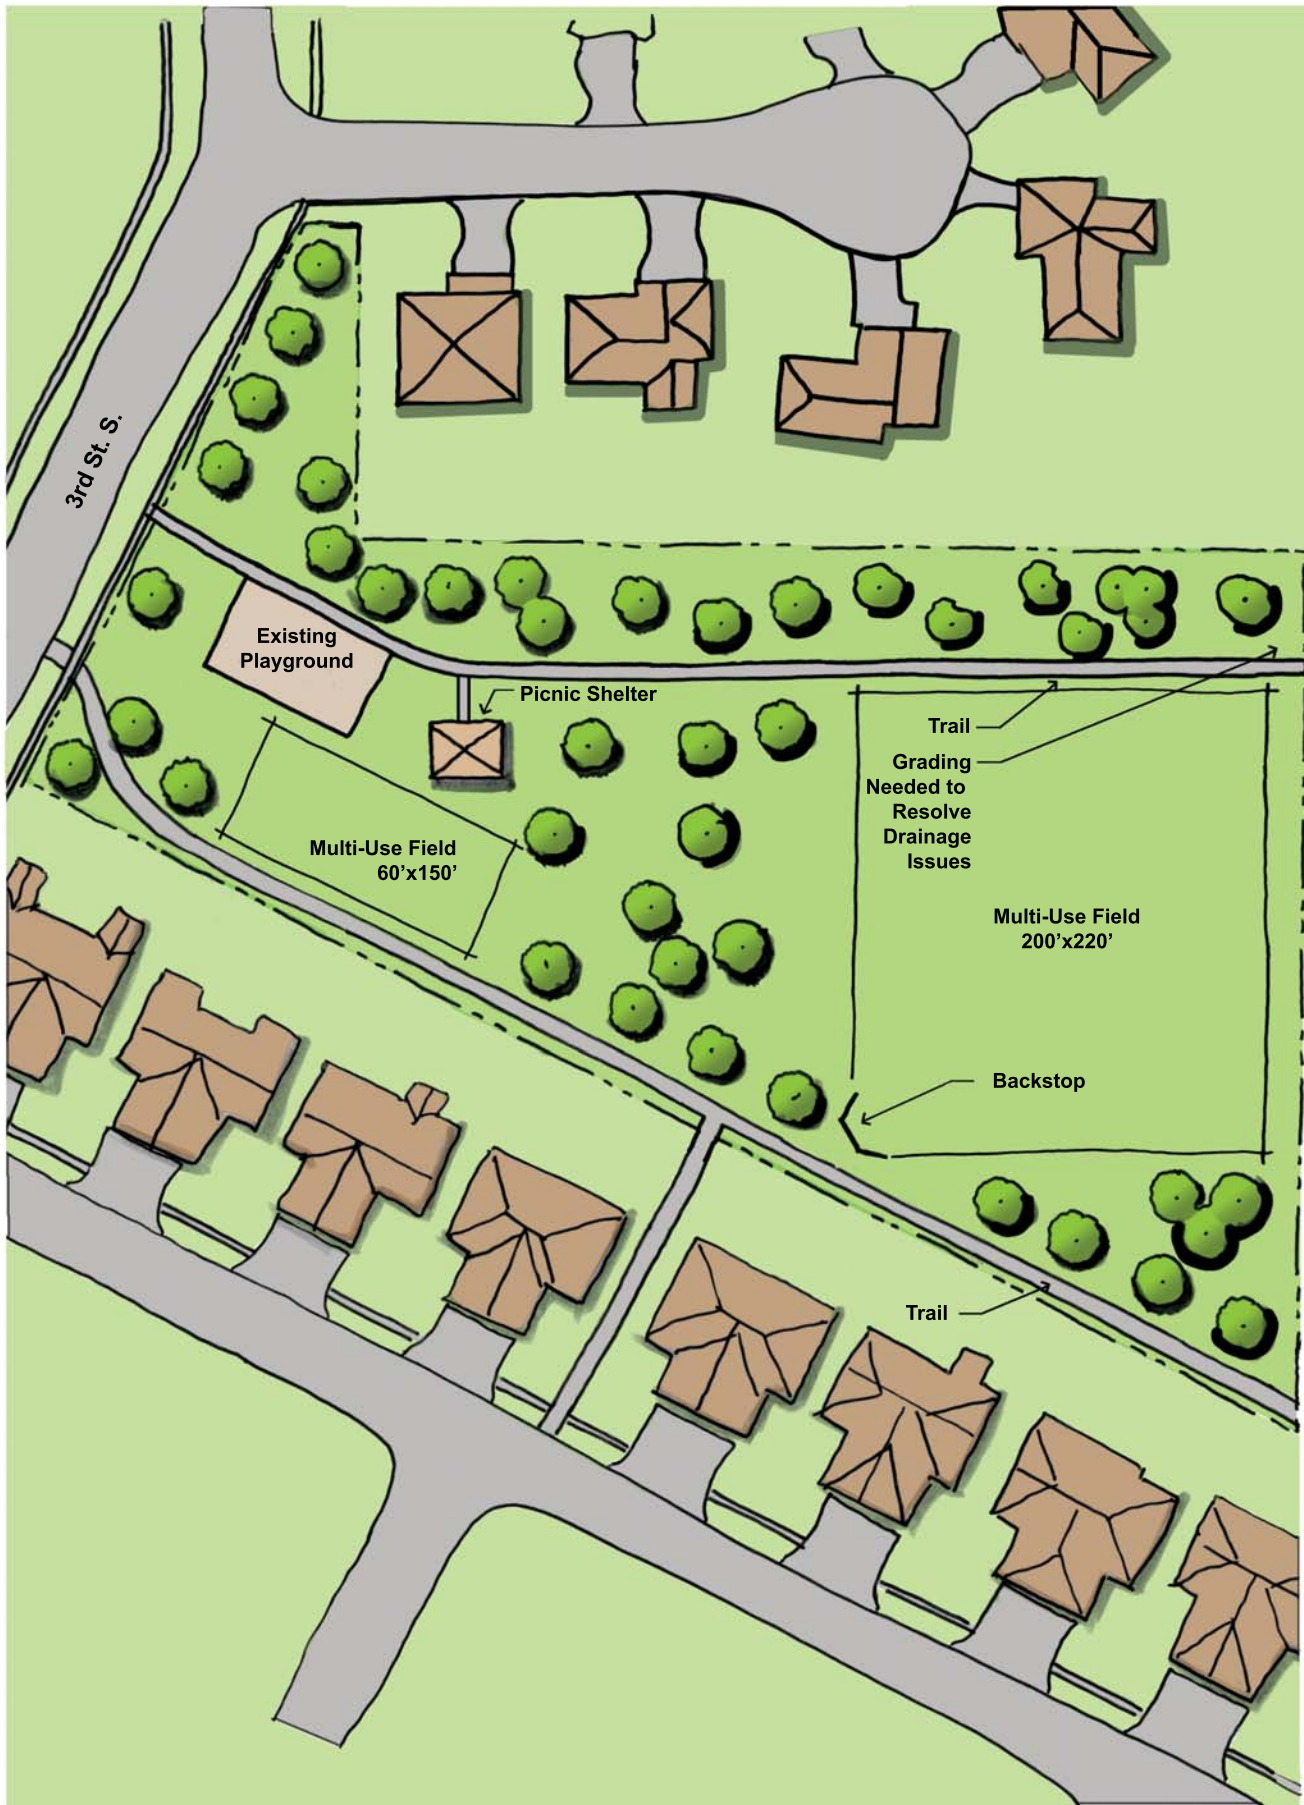 3rd St. S.
Existing
Playground
Picnic Shelter
Trail
Grading
Needed to
Resolve
Drainage
Issues
Multi-Use Field
60’x150’
Multi-Use Field
200’x220’
Backstop
Trail